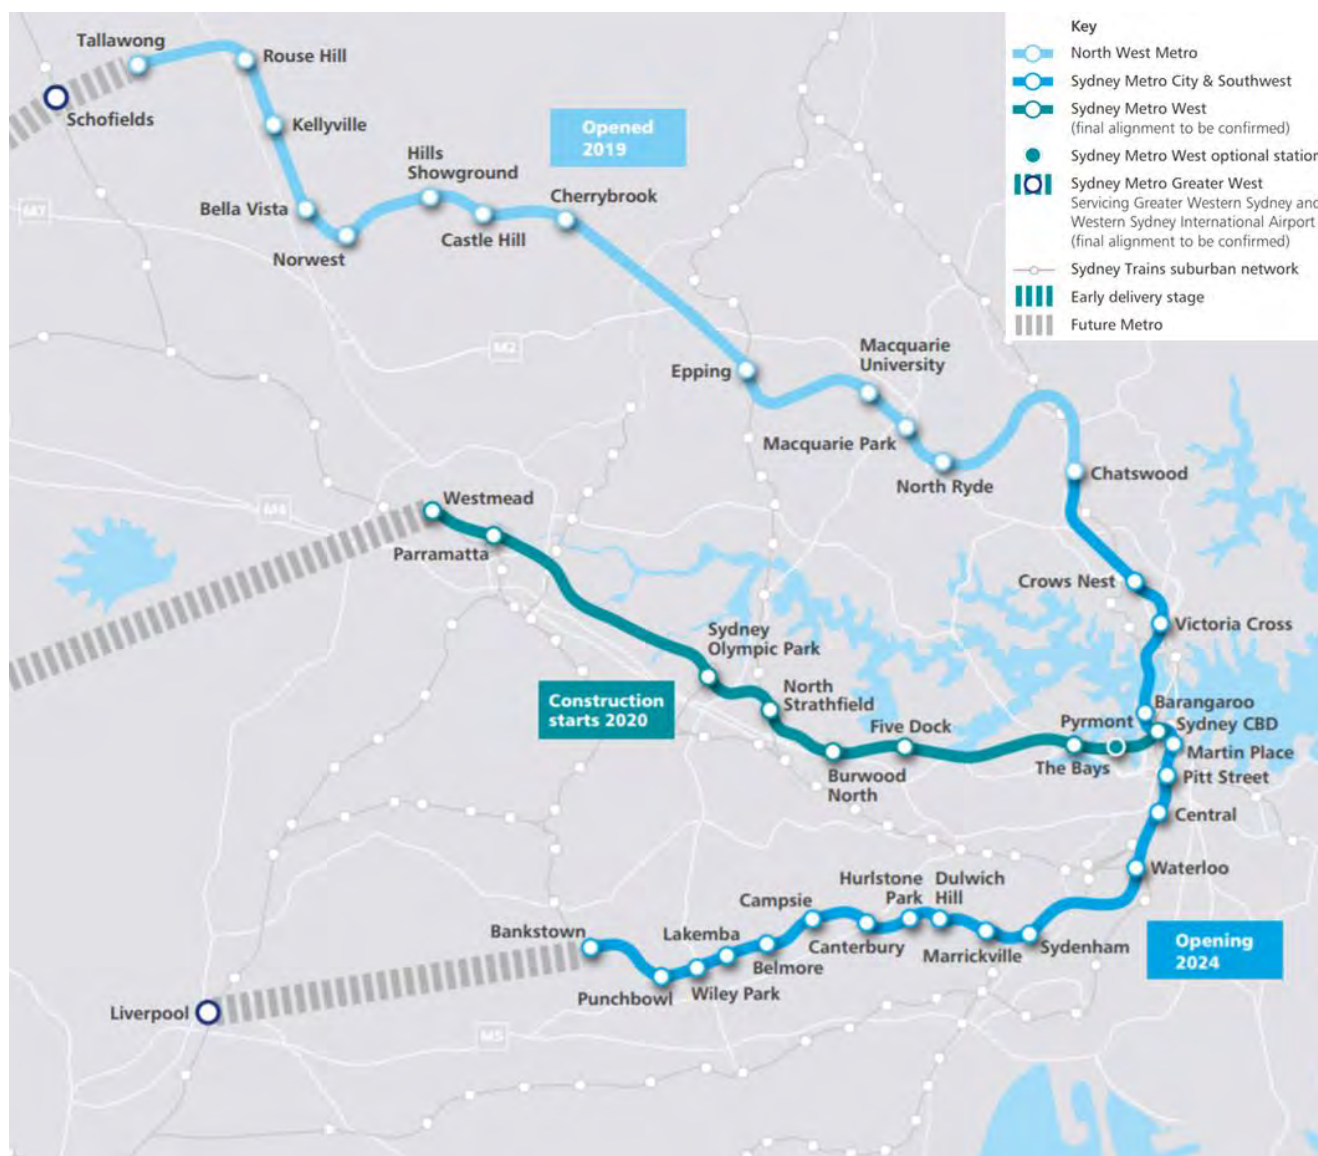 Key
North West Metro
Sydney Metro City & Southwest
Sydney Metro West
(final alignment to be confirmed)
Sydney Metro West optional station
Sydney Metro Greater West
Servicing Greater Western Sydney and
Western Sydney International Airport
(final alignment to be confirmed)
Sydney Trains suburban network
Early delivery stage
Future Metro
Tallawong
Rouse Hill
Schofields
Kellyville
Opened
2019
Hills
Showground
Cherrybrook
Bella Vista
Castle Hill
Norwest
M2
Macquarie
University
Epping
Macquarie Park
Chatswood
North Ryde
Westmead
M4
Parramatta
Crows Nest
Victoria Cross
Sydney
Olympic Park
North
Strathfield
Construction
starts 2020
Barangaroo
Pyrmont
Sydney CBD
Five Dock
Martin Place
The Bays
Pitt Street
Burwood
North
Central
Waterloo
Hurlstone
Park
Dulwich
Hill
Campsie
Bankstown
Lakemba
Canterbury
Marrickville
Sydenham
Opening
2024
Belmore
Punchbowl
Wiley Park
Liverpool
M5